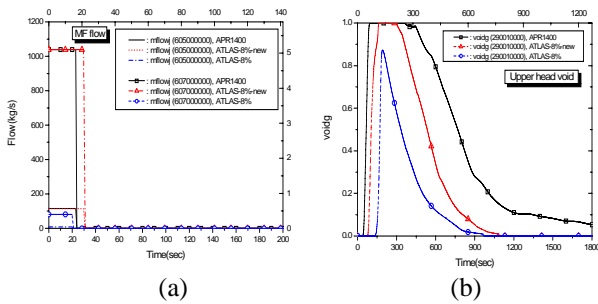 0 20 40 60 80 100 120 140
MF flow
: mflowj (605000000), APR1400
: mflowj (605000000), ATLAS-8%-new
: mflowj (605000000), ATLAS-8%
: mflowj (607000000), APR1400
: mflowj (607000000), ATLAS-8%-new
: mflowj (607000000), ATLAS-8%
Flow(kg/s)
1200
1000
800
600
400
200
0
5
4
3
2
1
0
0 20 40 60 80 100 120 140 160 180 200
Time(sec)
(a)
0 300 600 900 1200
: voidg (290010000), APR1400
: voidg (290010000), ATLAS-8%-new
: voidg (290010000), ATLAS-8%
Upper head void
voidg
1.0
0.8
0.6
0.4
0.2
0.0
0 300 600 900 1200 1500 1800
Time(sec)
(b)